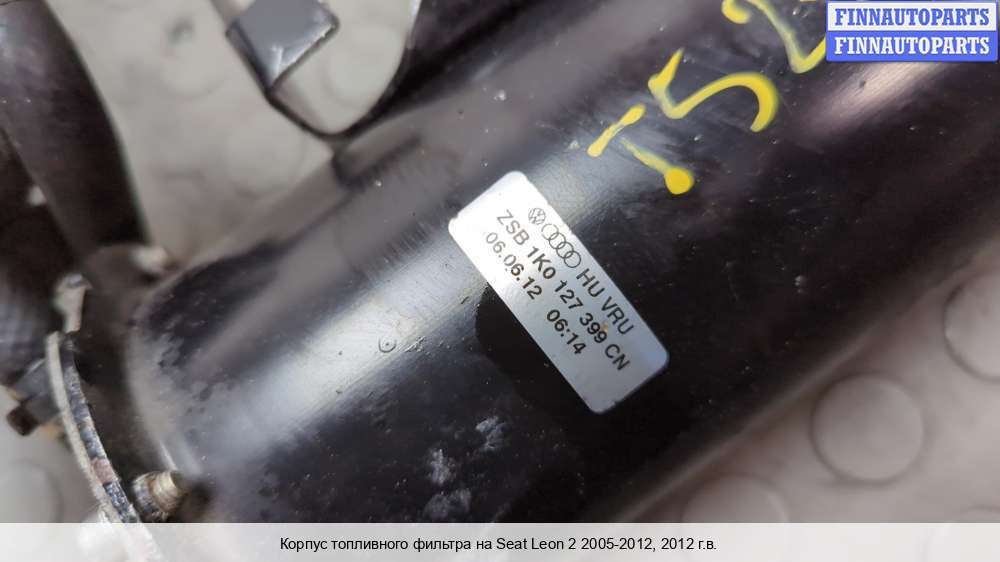 FINNAUTOPARTS
FINNAUTOPARTS
T52
HU VRU
ZSB 1K0 127 399 CN
06.06.12 06:14
Корпус топливного фильтра на Seat Leon 2 2005-2012, 2012 г.в.